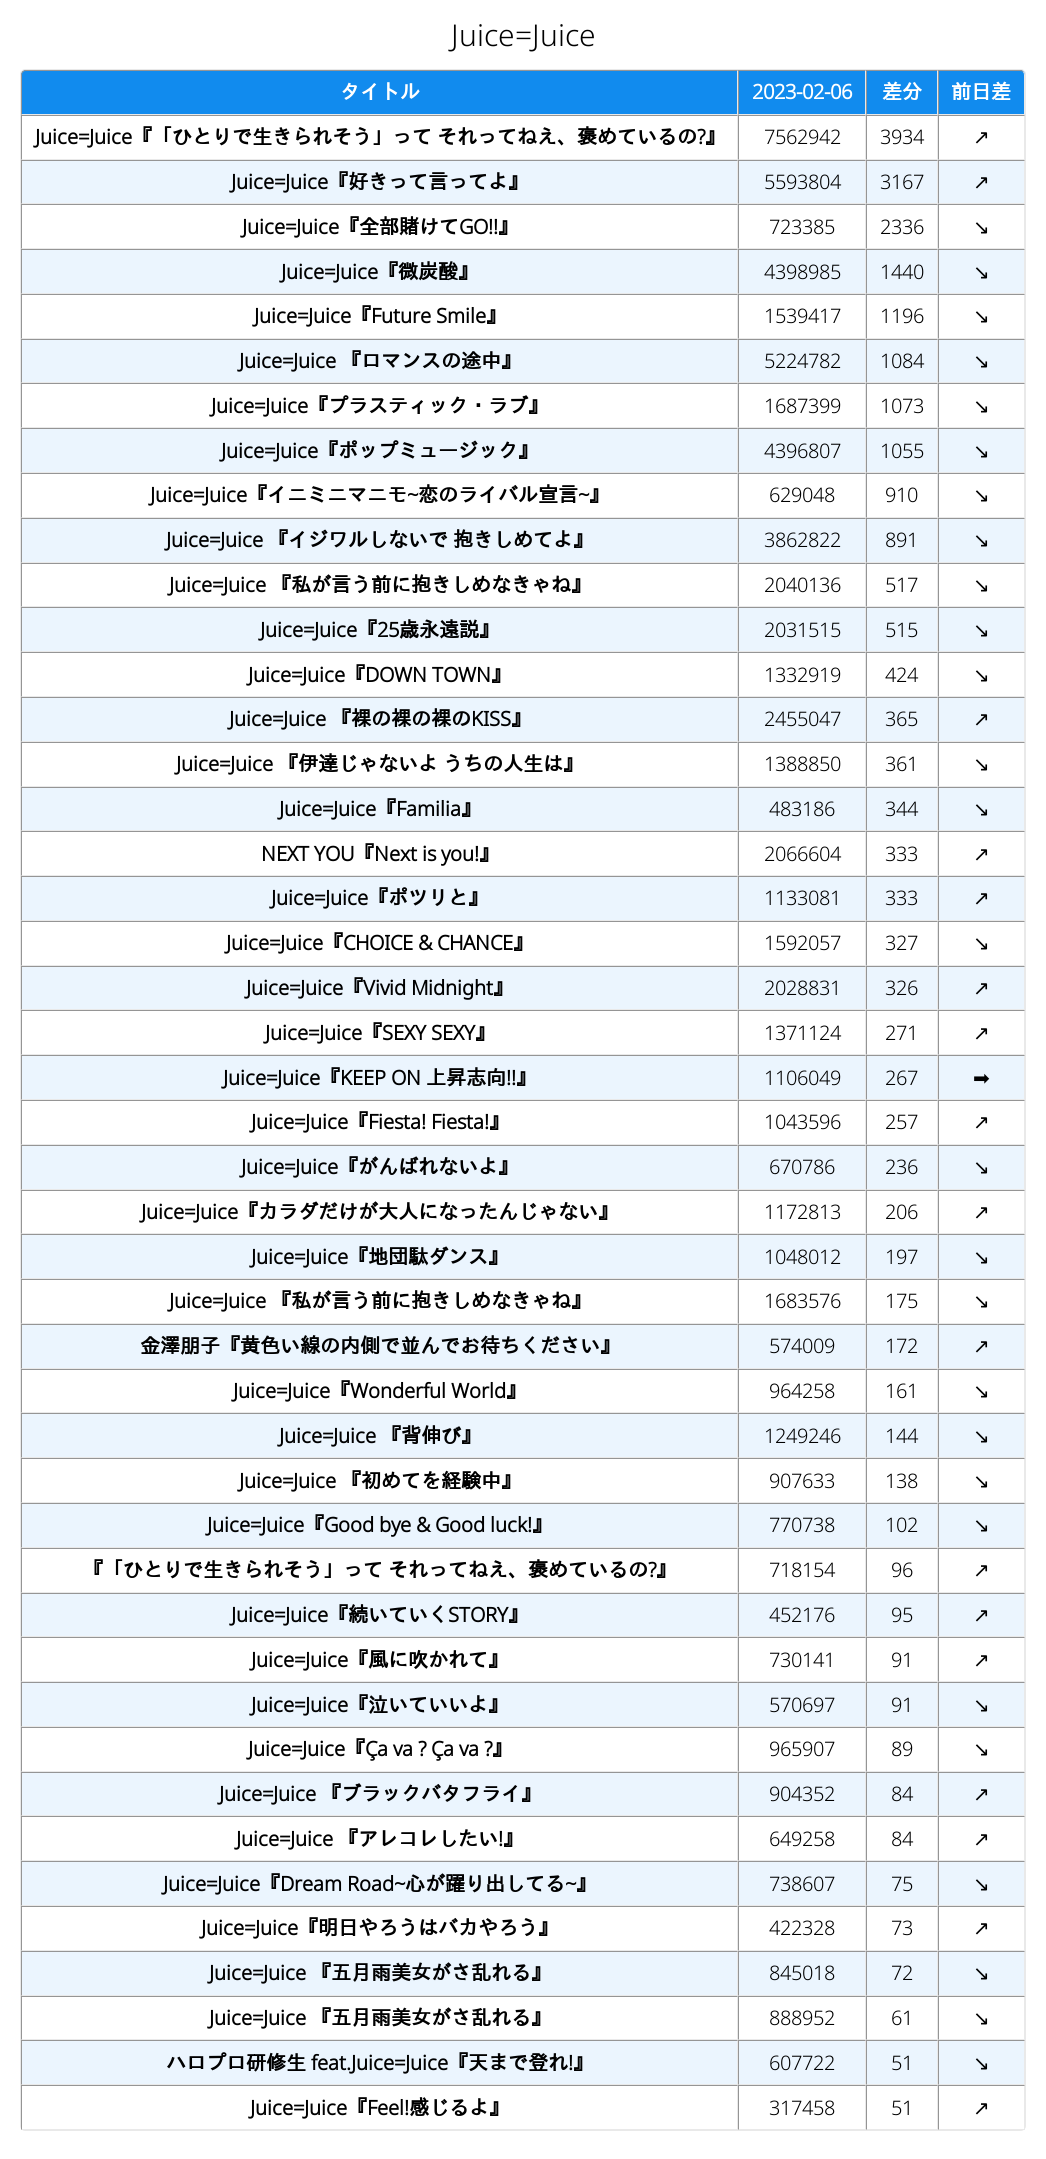 Juice=Juice
タイトル 2023-02-06 差分 前日差
Juice=Juice『「ひとりで生きられそう」って それってねえ、褒めているの?』 7562942 3934 ↗
Juice=Juice『好きって言ってよ』 5593804 3167 ↗
Juice=Juice『全部賭けてGO!!』 723385 2336 ↘
Juice=Juice『微炭酸』 4398985 1440 ↘
Juice=Juice『Future Smile』 1539417 1196 ↘
Juice=Juice 『ロマンスの途中』 5224782 1084 ↘
Juice=Juice『プラスティック・ラブ』 1687399 1073 ↘
Juice=Juice『ポップミュージック』 4396807 1055 ↘
Juice=Juice『イニミニマニモ~恋のライバル宣言~』 629048 910 ↘
Juice=Juice 『イジワルしないで 抱きしめてよ』 3862822 891 ↘
Juice=Juice 『私が言う前に抱きしめなきゃね』 2040136 517 ↘
Juice=Juice『25歳永遠説』 2031515 515 ↘
Juice=Juice『DOWN TOWN』 1332919 424 ↘
Juice=Juice 『裸の裸の裸のKISS』 2455047 365 ↗
Juice=Juice 『伊達じゃないよ うちの人生は』 1388850 361 ↘
Juice=Juice『Familia』 483186 344 ↘
NEXT YOU『Next is you!』 2066604 333 ↗
Juice=Juice『ポツリと』 1133081 333 ↗
Juice=Juice『CHOICE & CHANCE』 1592057 327 ↘
Juice=Juice『Vivid Midnight』 2028831 326 ↗
Juice=Juice『SEXY SEXY』 1371124 271 ↗
Juice=Juice『KEEP ON 上昇志向!!』 1106049 267 ➡
Juice=Juice『Fiesta! Fiesta!』 1043596 257 ↗
Juice=Juice『がんばれないよ』 670786 236 ↘
Juice=Juice『カラダだけが大人になったんじゃない』 1172813 206 ↗
Juice=Juice『地団駄ダンス』 1048012 197 ↘
Juice=Juice 『私が言う前に抱きしめなきゃね』 1683576 175 ↘
金澤朋子『黄色い線の内側で並んでお待ちください』 574009 172 ↗
Juice=Juice『Wonderful World』 964258 161 ↘
Juice=Juice 『背伸び』 1249246 144 ↘
Juice=Juice 『初めてを経験中』 907633 138 ↘
Juice=Juice『Good bye & Good luck!』 770738 102 ↘
『「ひとりで生きられそう」って それってねえ、褒めているの?』 718154 96 ↗
Juice=Juice『続いていくSTORY』 452176 95 ↗
Juice=Juice『風に吹かれて』 730141 91 ↗
Juice=Juice『泣いていいよ』 570697 91 ↘
Juice=Juice『Ça va ? Ça va ?』 965907 89 ↘
Juice=Juice 『ブラックバタフライ』 904352 84 ↗
Juice=Juice 『アレコレしたい!』 649258 84 ↗
Juice=Juice『Dream Road~心が躍り出してる~』 738607 75 ↘
Juice=Juice『明日やろうはバカやろう』 422328 73 ↗
Juice=Juice 『五月雨美女がさ乱れる』 845018 72 ↘
Juice=Juice 『五月雨美女がさ乱れる』 888952 61 ↘
ハロプロ研修生 feat.Juice=Juice『天まで登れ!』 607722 51 ↘
Juice=Juice『Feel!感じるよ』 317458 51 ↗